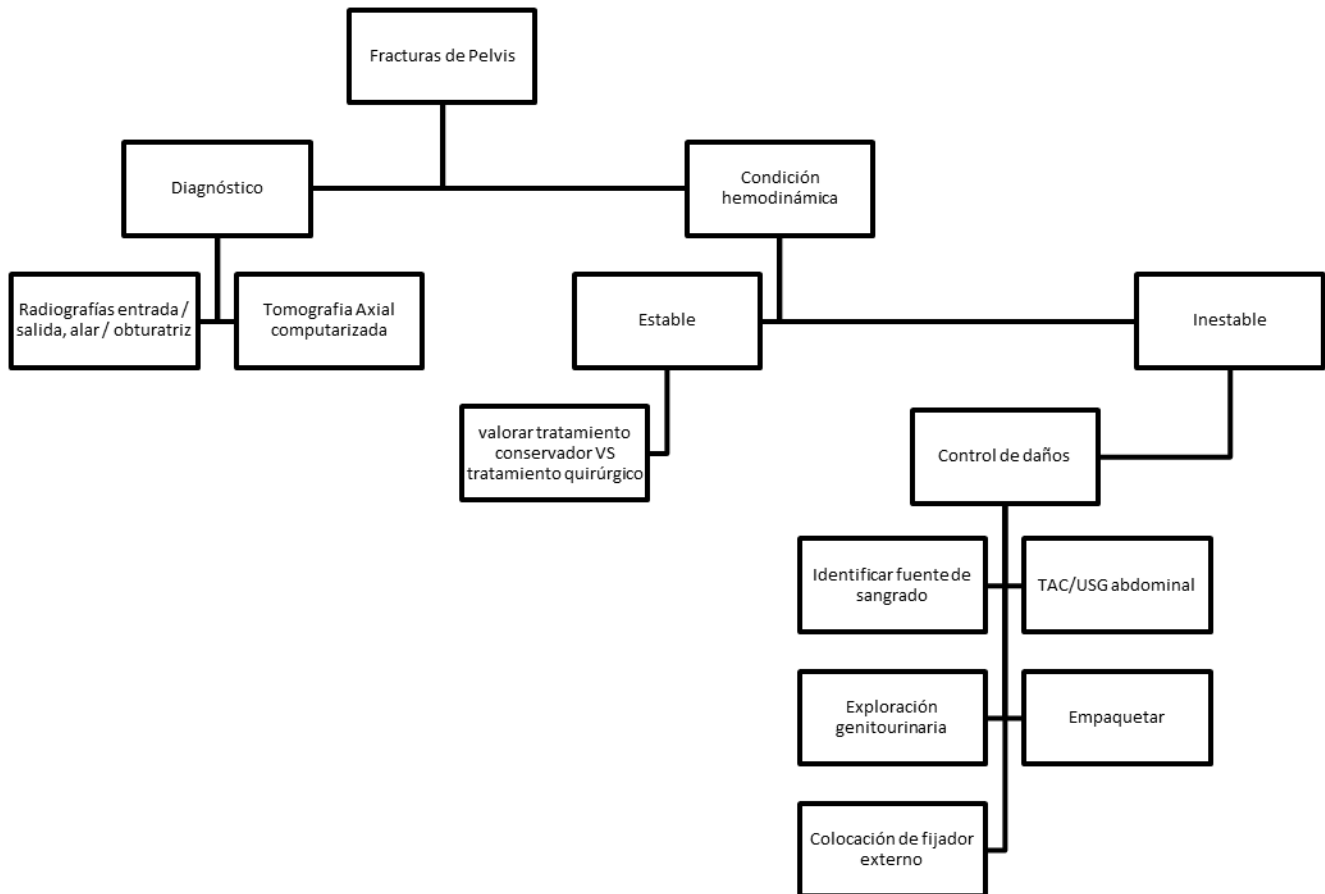 Fracturas de Pelvis
Diagnóstico
Condición
hemodinámica
Radiografías entrada /
salida, alar / obturatriz
Tomografia Axial
computarizada
Estable
Inestable
valorar tratamiento
conservador VS
tratamiento quirúrgico
Control de daños
Identificar fuente de
sangrado
TAC/USG abdominal
Exploración
genitourinaria
Empaquetar
Colocación de fijador
externo